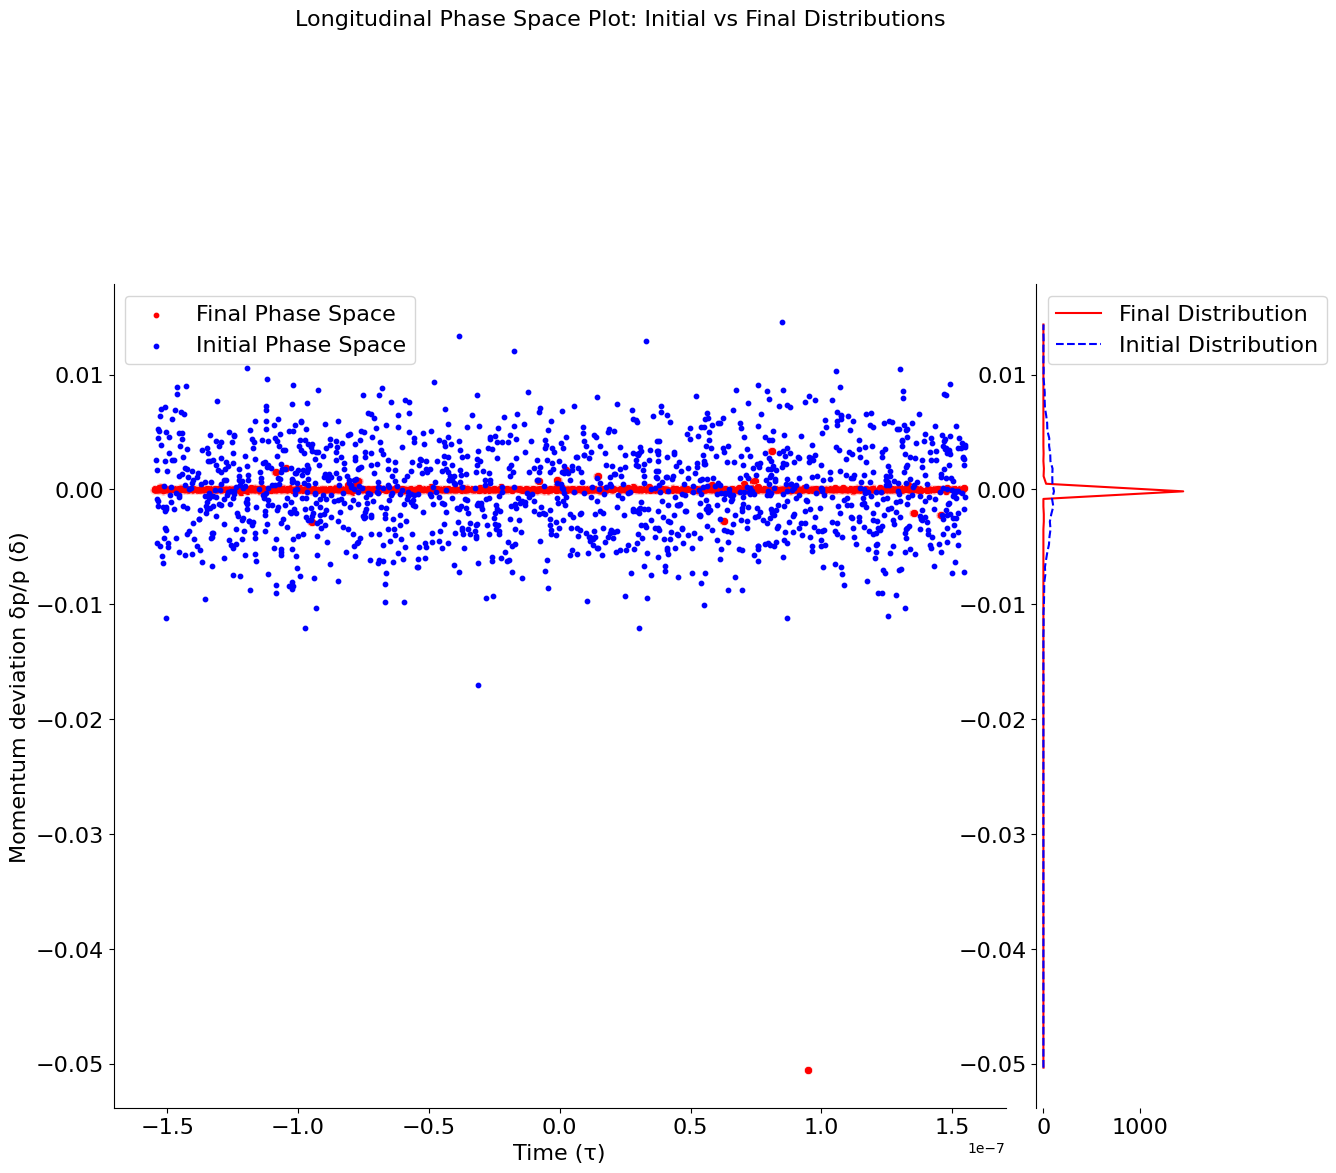 Longitudinal Phase Space Plot: Initial vs Final Distributions
Final Phase Space
Initial Phase Space
Final Distribution
Initial Distribution
0.01
0.00
−0.01
−0.02
−0.03
−0.04
−0.05
Momentum deviation δp/p (δ)
0.01
0.00
−0.01
−0.02
−0.03
−0.04
−0.05
−1.5
−1.0
−0.5
0.0
0.5
1.0
1.5
0
1000
Time (τ)
1e−7